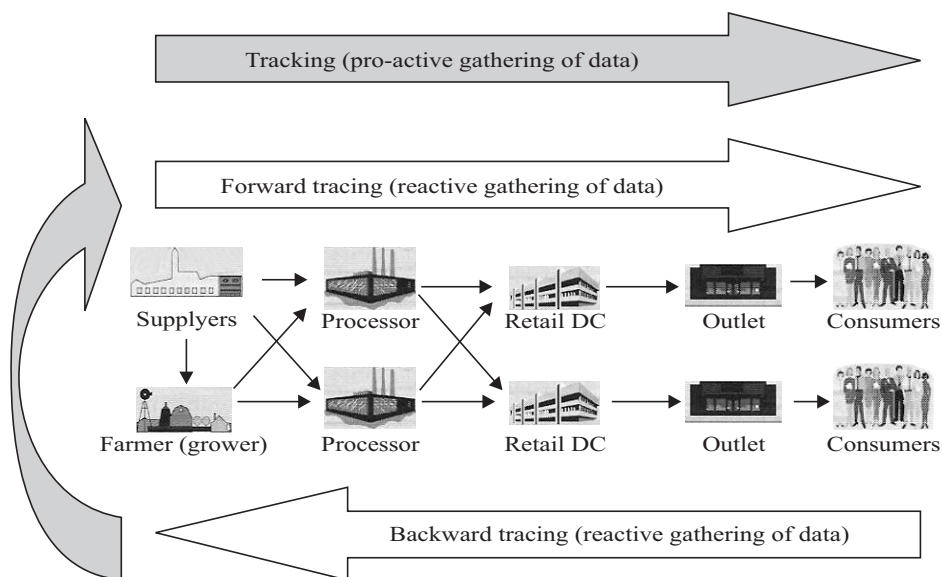 Tracking (pro-active gathering of data)
Forward tracing (reactive gathering of data)
Supplyers
Processor
Retail DC
Outlet
Consumers
Farmer (grower)
Processor
Retail DC
Outlet
Consumers
Backward tracing (reactive gathering of data)